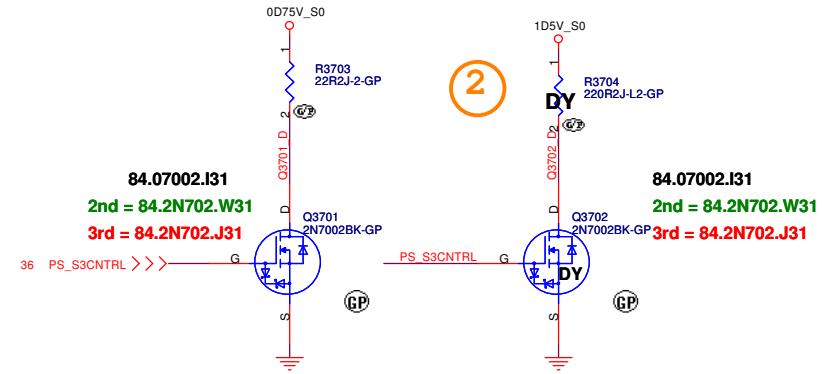 0D75V_S0
1
R3703
22R2J-2-GP
2
G/P
Q3701_D
84.07002.I31
2nd = 84.2N702.W31
3rd = 84.2N702.J31
D
Q3701
2N7002BK-GP
36 PS_S3CNTRL
G
GP
S
2
1D5V_S0
1
R3704
220R2J-L2-GP
DY
2
G/P
Q3702_D
84.07002.I31
2nd = 84.2N702.W31
3rd = 84.2N702.J31
D
Q3702
2N7002BK-GP
PS_S3CNTRL
G
DY
GP
S